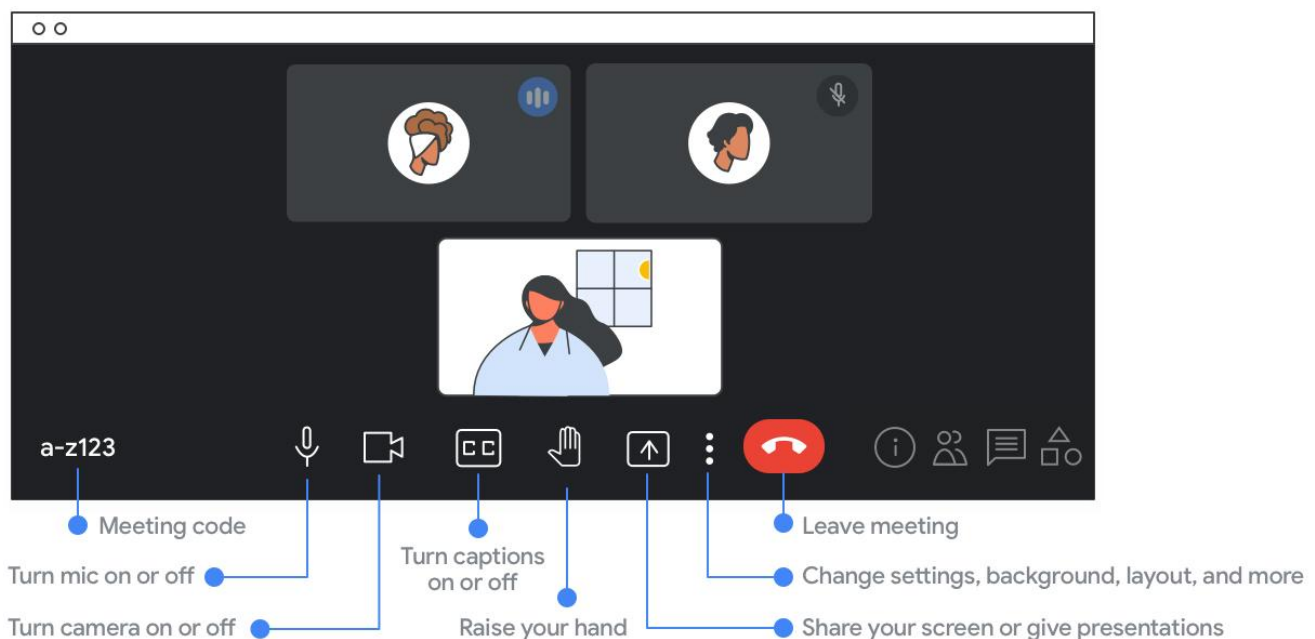 a-z123
CC
Meeting code
Leave meeting
Turn captions
on or off
Turn mic on or off
Change settings, background, layout, and more
Turn camera on or off
Raise your hand
Share your screen or give presentations